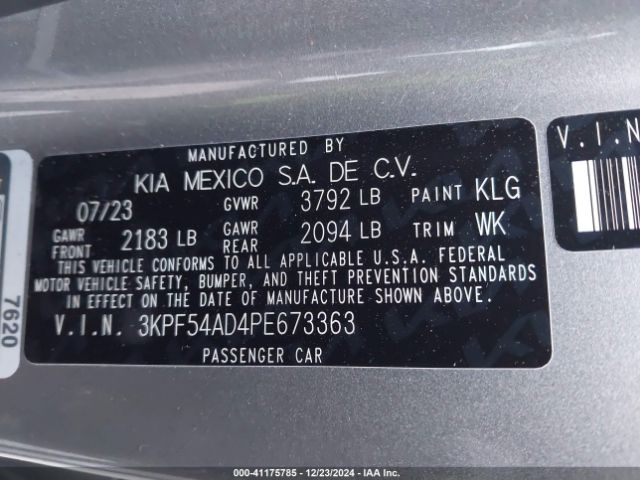 MANUFACTURED BY
KIA MEXICO S.A. DE C.V.
07/23 GVWR 3792 LB PAINT KLG
GAWR FRONT 2183 LB GAWR REAR 2094 LB TRIM WK
THIS VEHICLE CONFORMS TO ALL APPLICABLE U.S.A. FEDERAL
MOTOR VEHICLE SAFETY, BUMPER, AND THEFT PREVENTION STANDARDS
IN EFFECT ON THE DATE OF MANUFACTURE SHOWN ABOVE.
V.I.N. 3KPF54AD4PE673363
PASSENGER CAR
7620
V.I.N
000-41175785 - 12/23/2024 - IAA Inc.